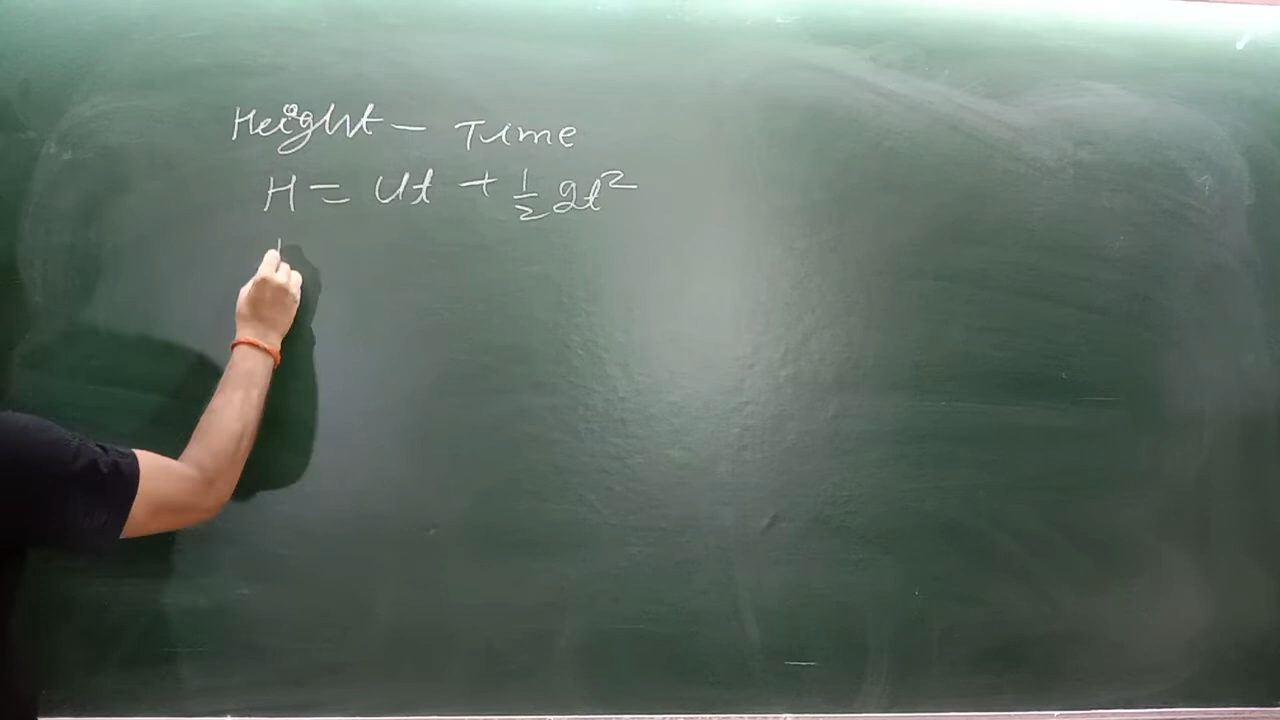 Height - Time
H = Ut + 1/2 gt²